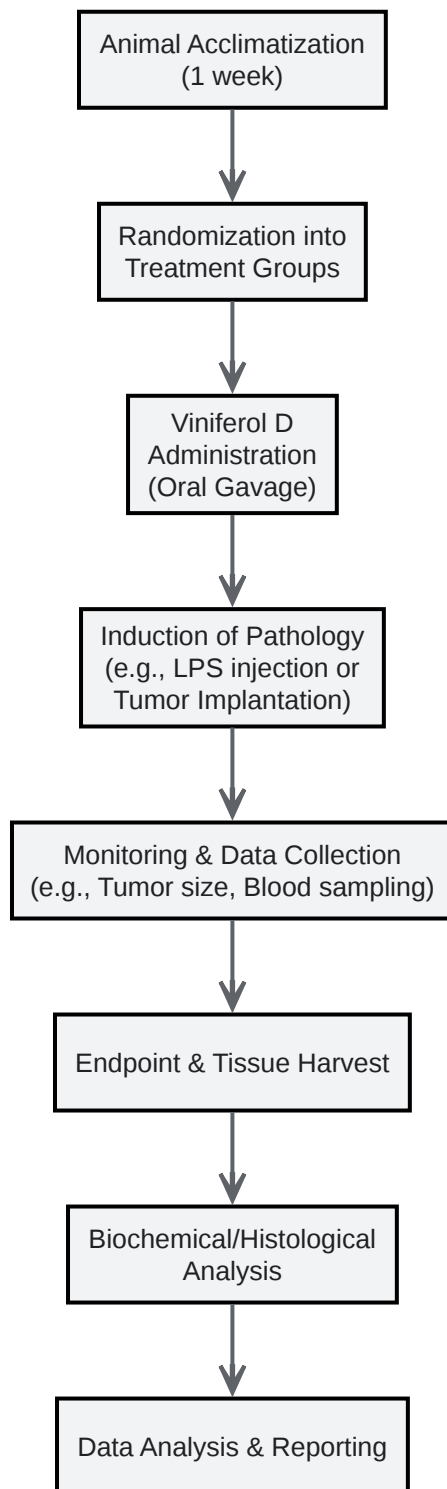 Animal Acclimatization
(1 week)
Randomization into
Treatment Groups
Viniferol D
Administration
(Oral Gavage)
Induction of Pathology
(e.g., LPS injection or
Tumor Implantation)
Monitoring & Data Collection
(e.g., Tumor size, Blood sampling)
Endpoint & Tissue Harvest
Biochemical/Histological
Analysis
Data Analysis & Reporting